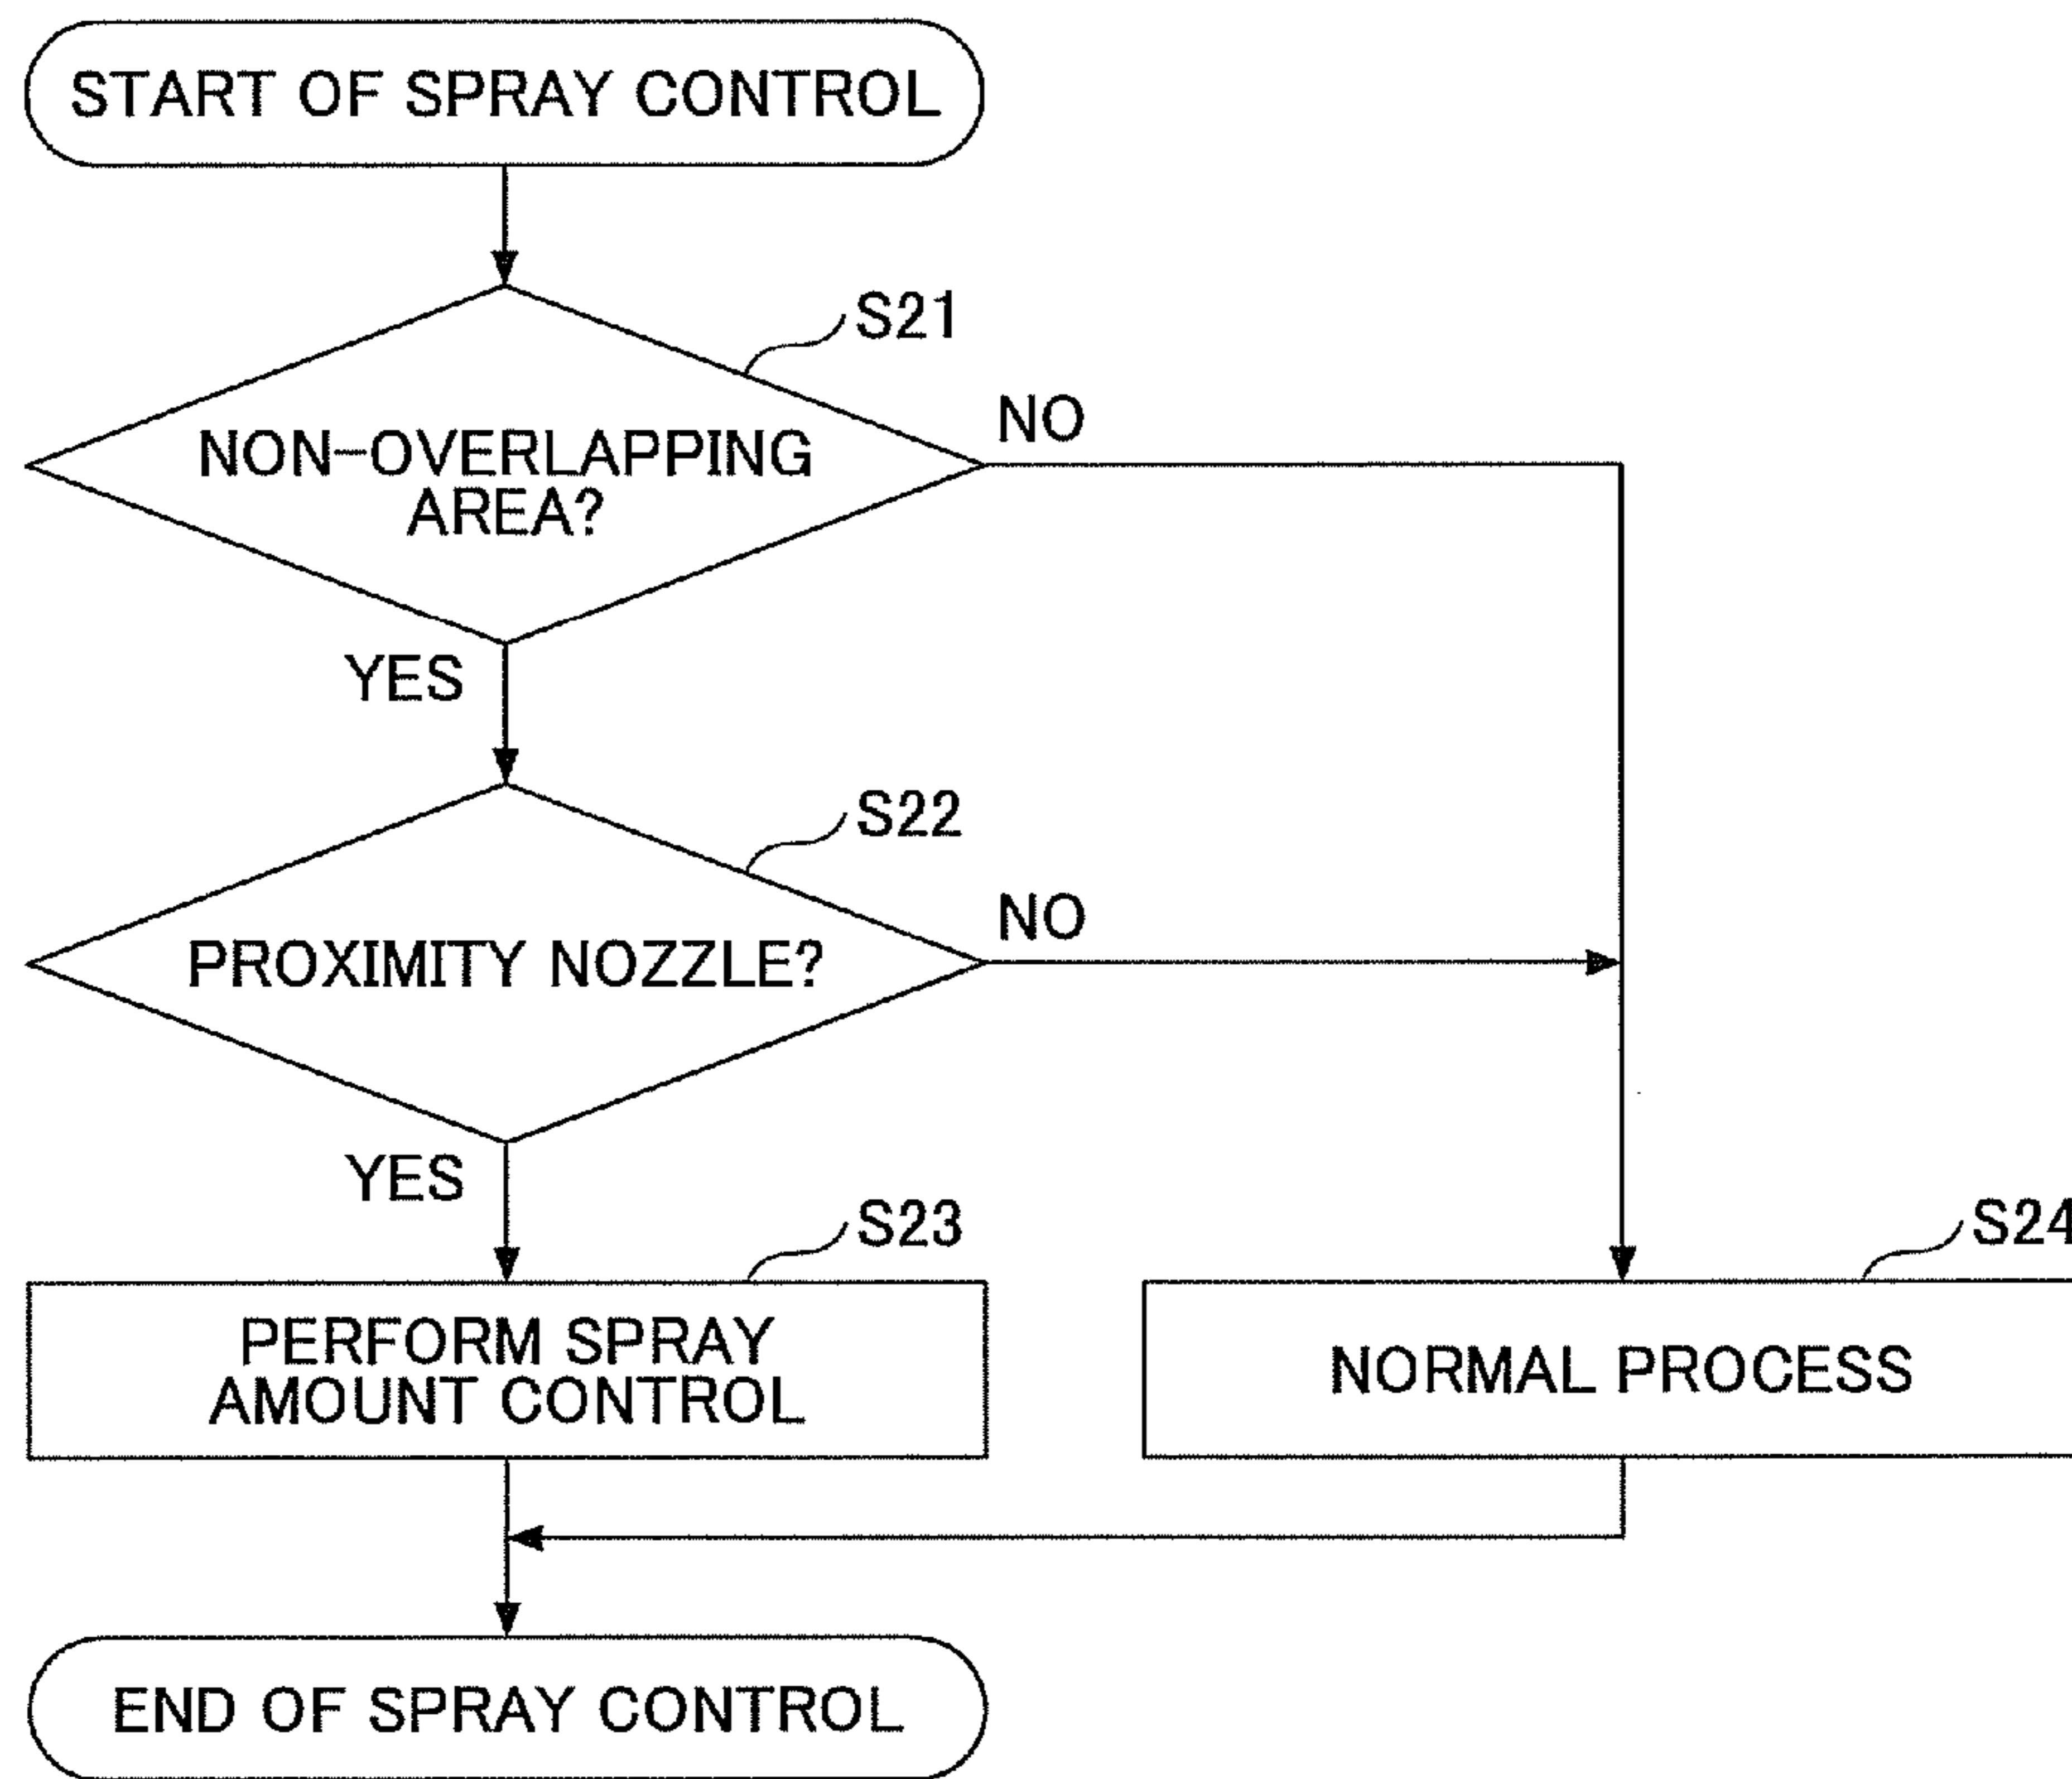 START OF SPRAY CONTROL
S21
NON-OVERLAPPING
AREA?
NO
YES
S22
PROXIMITY NOZZLE?
NO
YES
S23
PERFORM SPRAY
AMOUNT CONTROL
S24
NORMAL PROCESS
END OF SPRAY CONTROL